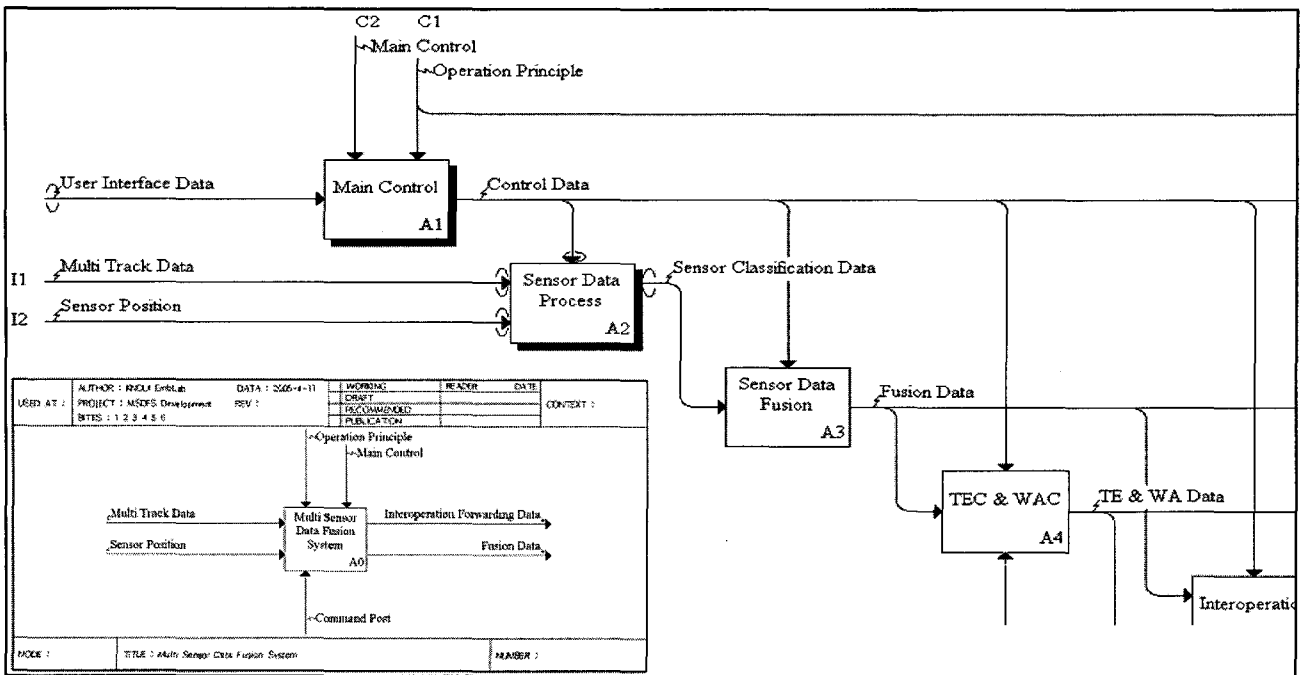 C2 C1
Main Control
Operation Principle
User Interface Data
Main Control
A1
Control Data
I1
Multi Track Data
Sensor Data
Process
A2
Sensor Classification Data
I2
Sensor Position
Sensor Data
Fusion
A3
Fusion Data
TEC & WAC
A4
TE & WA Data
Interoperatio
USED AT :
AUTHOR :
DATA : 2005-4-11
WORKING
READER
DATE
CONTEXT :
PROJECT : MSDFS Development
REV :
DRAFT
RECOMMENDED
1 2 3 4 5 6
PUBLICATION
Operation Principle
Main Control
Multi Track Data
Multi Sensor
Data Fusion
System
A0
Interoperation Forwarding Data
Sensor Position
Fusion Data
Command Post
NODE :
TITLE : Multi Sensor Data Fusion System
NUMBER :